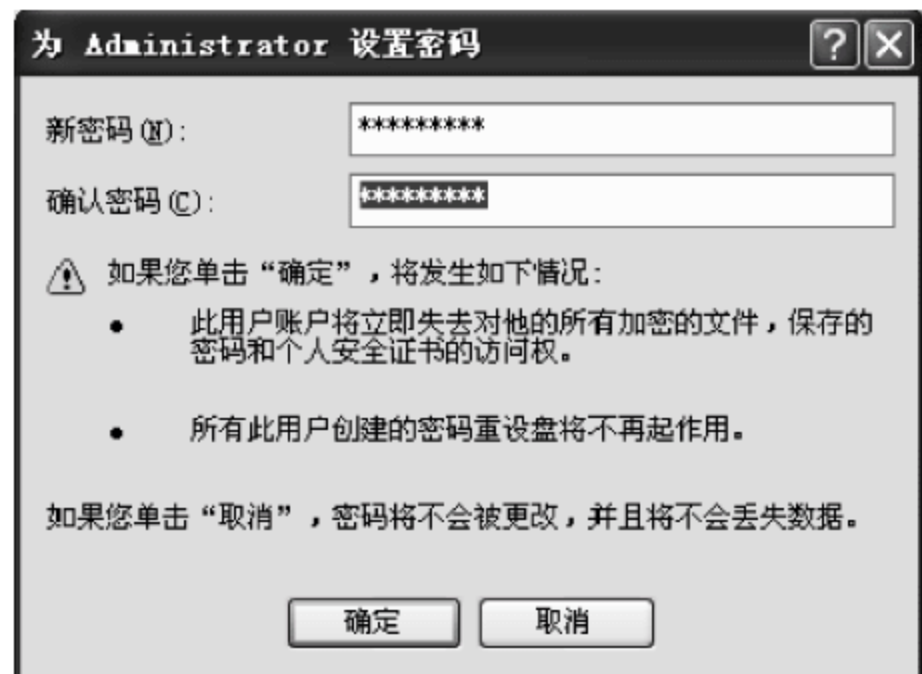 为 Administrator 设置密码
新密码(N):
*********
确认密码(C):
*********
如果您单击“确定”，将发生如下情况:
• 此用户账户将立即失去对他的所有加密的文件，保存的
密码和个人安全证书的访问权。
• 所有此用户创建的密码重设盘将不再起作用。
如果您单击“取消”，密码将不会被更改，并且将不会丢失数据。
确定
取消